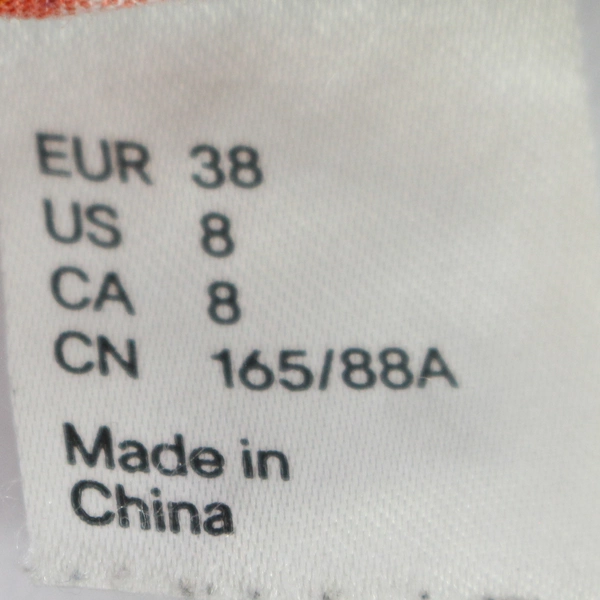 EUR 38
US 8
CA 8
CN 165/88A
Made in
China